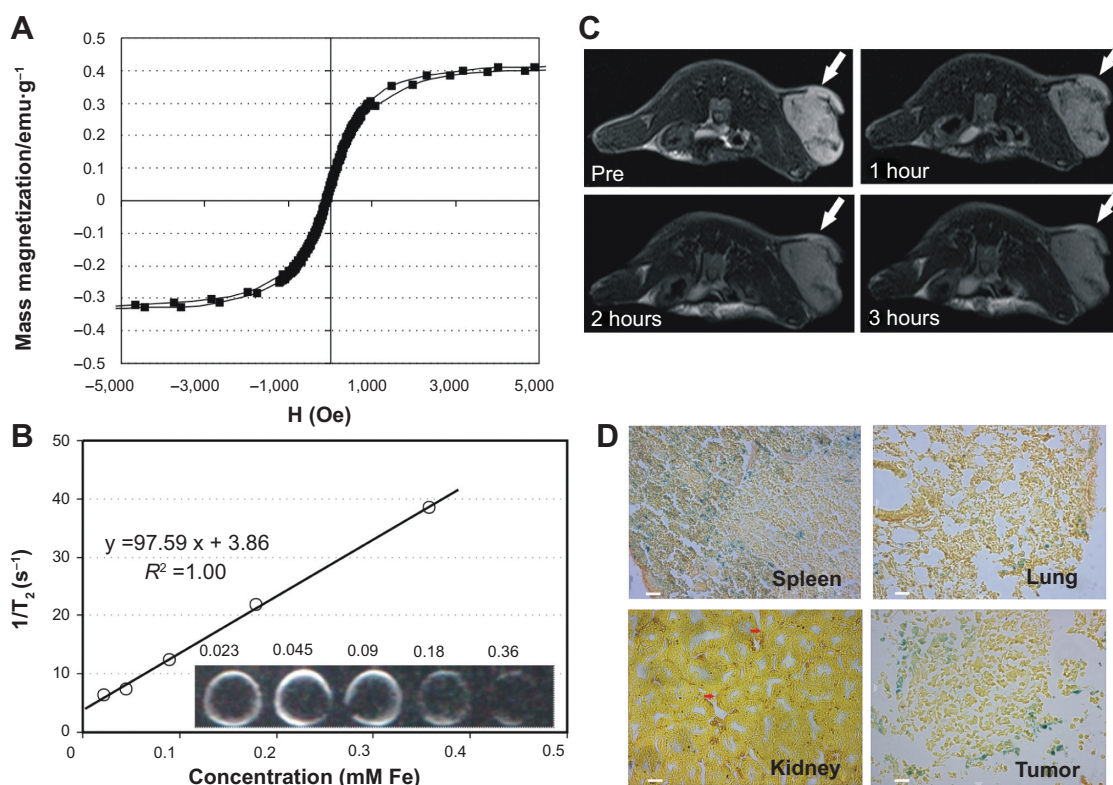 A
Mass magnetization/emu·g⁻¹
0.5
0.4
0.3
0.2
0.1
0
−0.1
−0.2
−0.3
−0.4
−0.5
−5,000 −3,000 −1,000 1,000 3,000 5,000
H (Oe)
B
1/T₂ (s⁻¹)
50
40
30
20
10
0
y =97.59 x + 3.86
R² =1.00
0.023 0.045 0.09 0.18 0.36
0 0.1 0.2 0.3 0.4 0.5
Concentration (mM Fe)
C
Pre
1 hour
2 hours
3 hours
D
Spleen
Lung
Kidney
Tumor